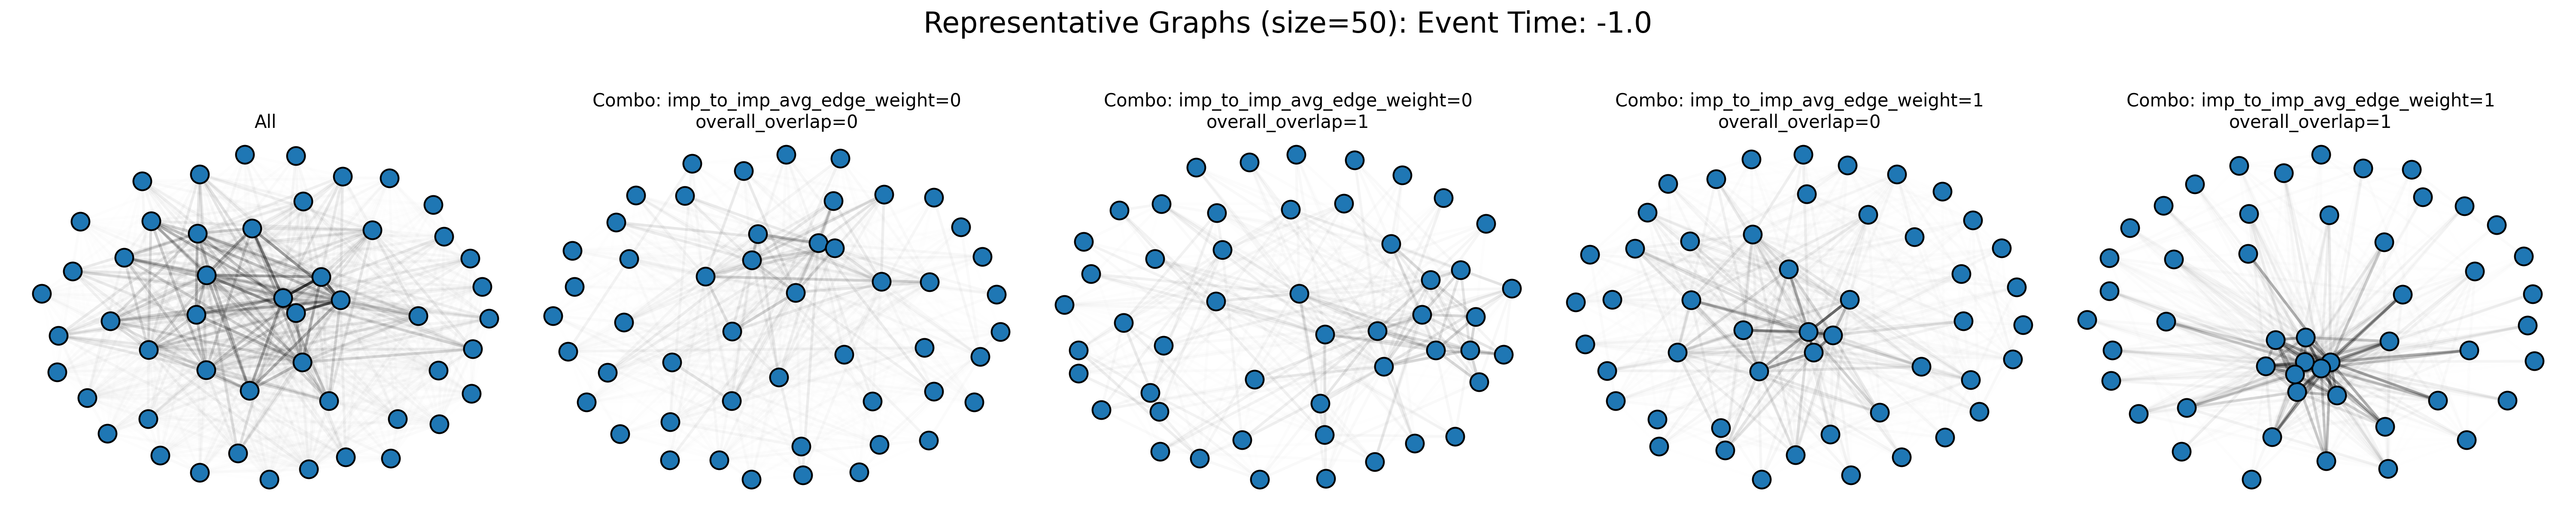 Representative Graphs (size=50): Event Time: -1.0
All
Combo: imp_to_imp_avg_edge_weight=0
overall_overlap=0
Combo: imp_to_imp_avg_edge_weight=0
overall_overlap=1
Combo: imp_to_imp_avg_edge_weight=1
overall_overlap=0
Combo: imp_to_imp_avg_edge_weight=1
overall_overlap=1